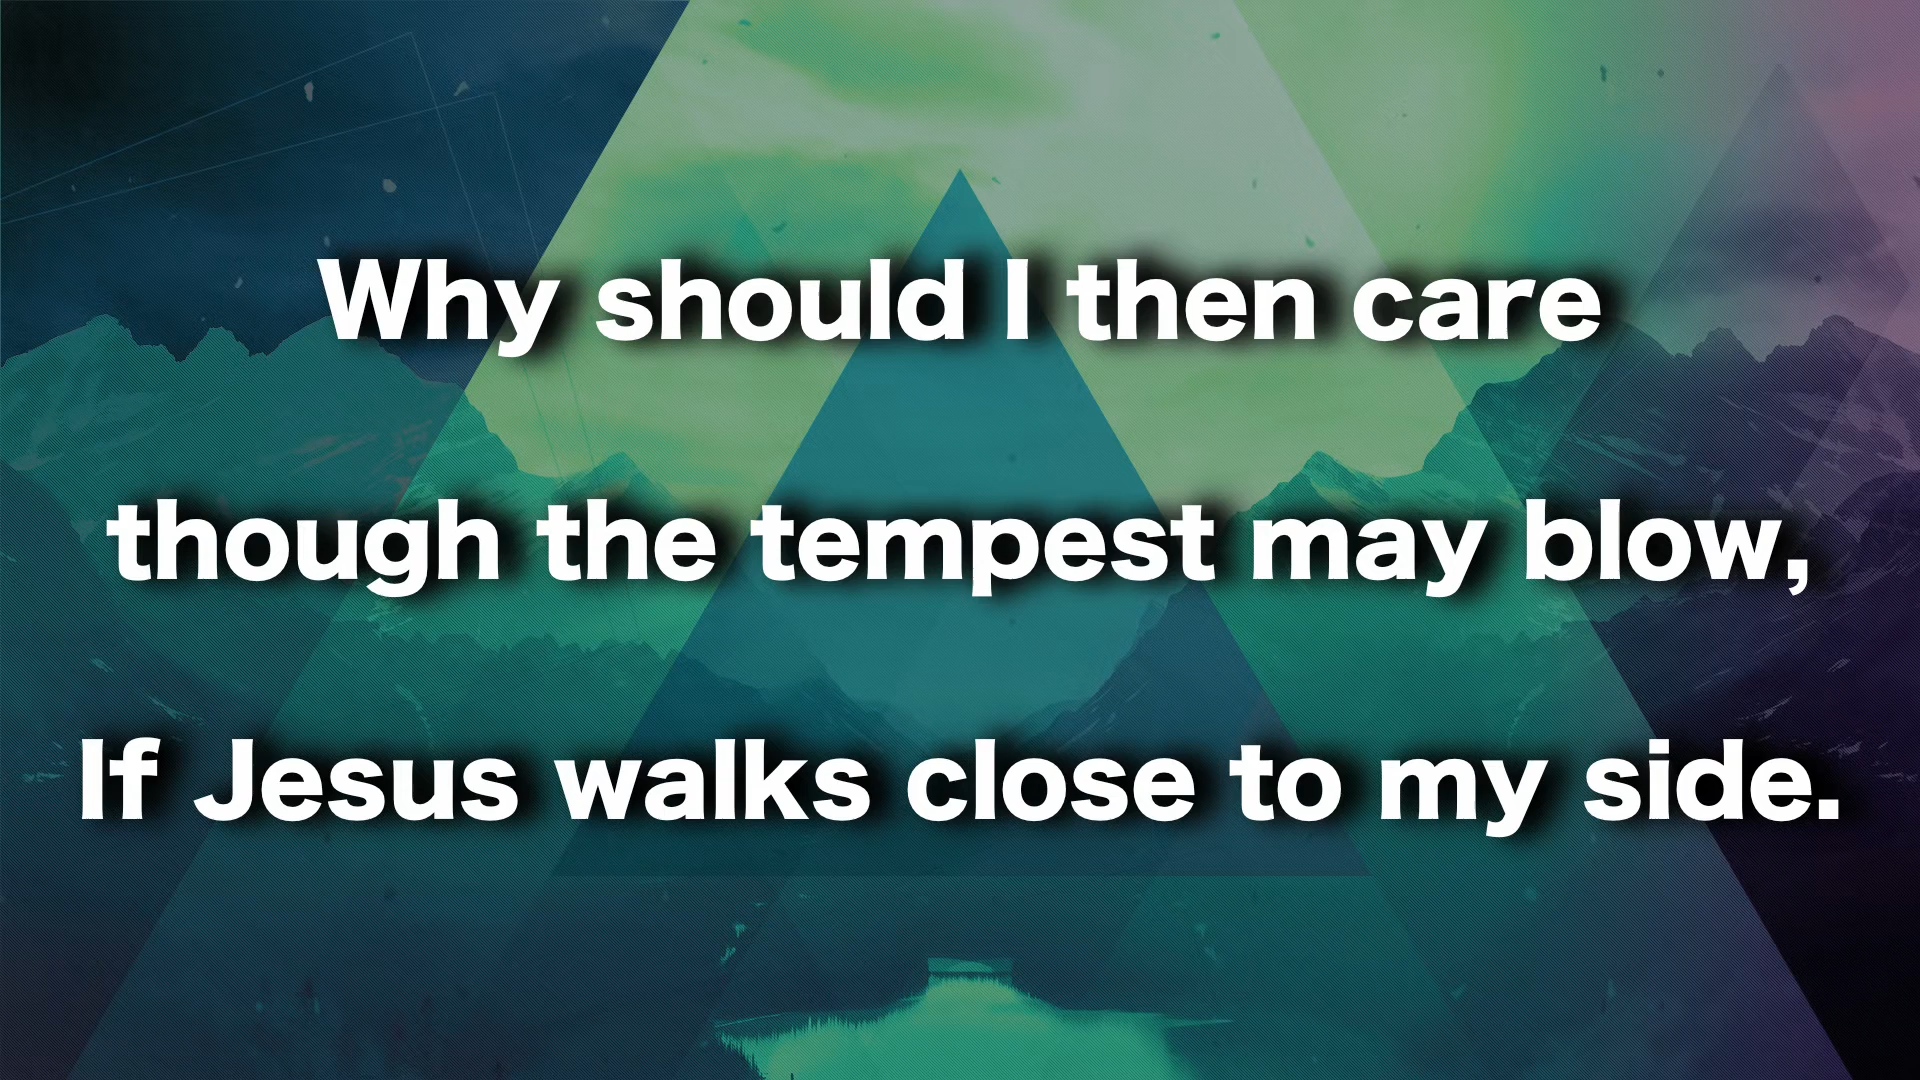 Why should I then care
though the tempest may blow,
If Jesus walks close to my side.